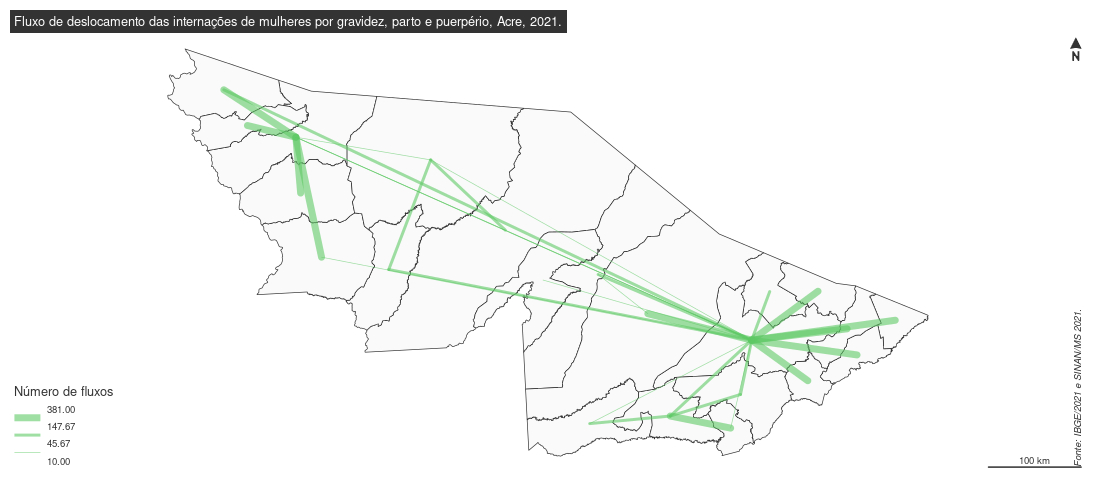 Fluxo de deslocamento das internações de mulheres por gravidez, parto e puerpério, Acre, 2021.
N
Número de fluxos
381.00
147.67
45.67
10.00
100 km
Fonte: IBGE/2021 e SINAN/MS 2021.